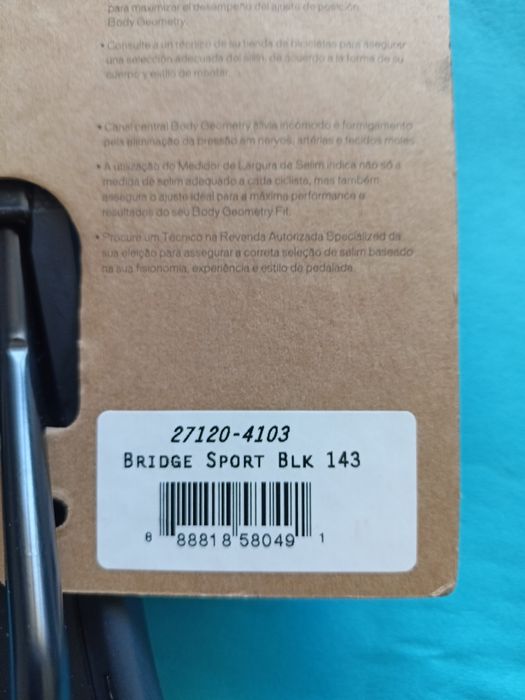 para maximizar el desempeño del ajuste de posición
Body Geometry.
• Consulte a un técnico de su tienda de bicicletas para asegurar
una selección adecuada del sillín, de acuerdo a la forma de su
cuerpo y estilo de montar.
• Canal central Body Geometry alivia incômodo e formigamento
pela eliminação da pressão em nervos, artérias e tecidos moles.
• A utilização do Medidor de Largura de Selim indica não só a
medida de selim adequado a cada ciclista, mas também
assegura o ajuste ideal para a máxima performance e
resultados do seu Body Geometry Fit.
• Procure um Técnico na Revenda Autorizada Specialized da
sua eleição para assegurar a correta seleção de selim baseado
na sua fisionomia, experiência e estilo de pedalada.
27120-4103
BRIDGE SPORT BLK 143
8 88818 58049 1